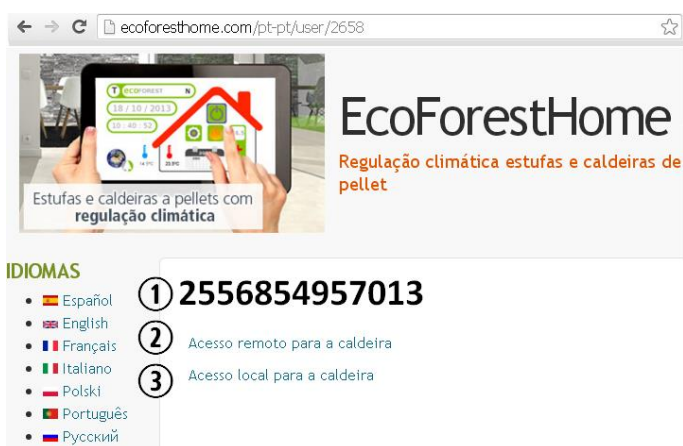 ecoforesthome.com/pt-pt/user/2658
T ecoforest N
18 / 10 / 2013
18 : 48 : 52
Estufas e caldeiras a pellets com
regulação climática
EcoForestHome
Regulação climática estufas e caldeiras de
pellet
IDIOMAS
Español
English
Français
Italiano
Polski
Português
Русский
1 2556854957013
2 Acesso remoto para a caldeira
3 Acesso local para a caldeira